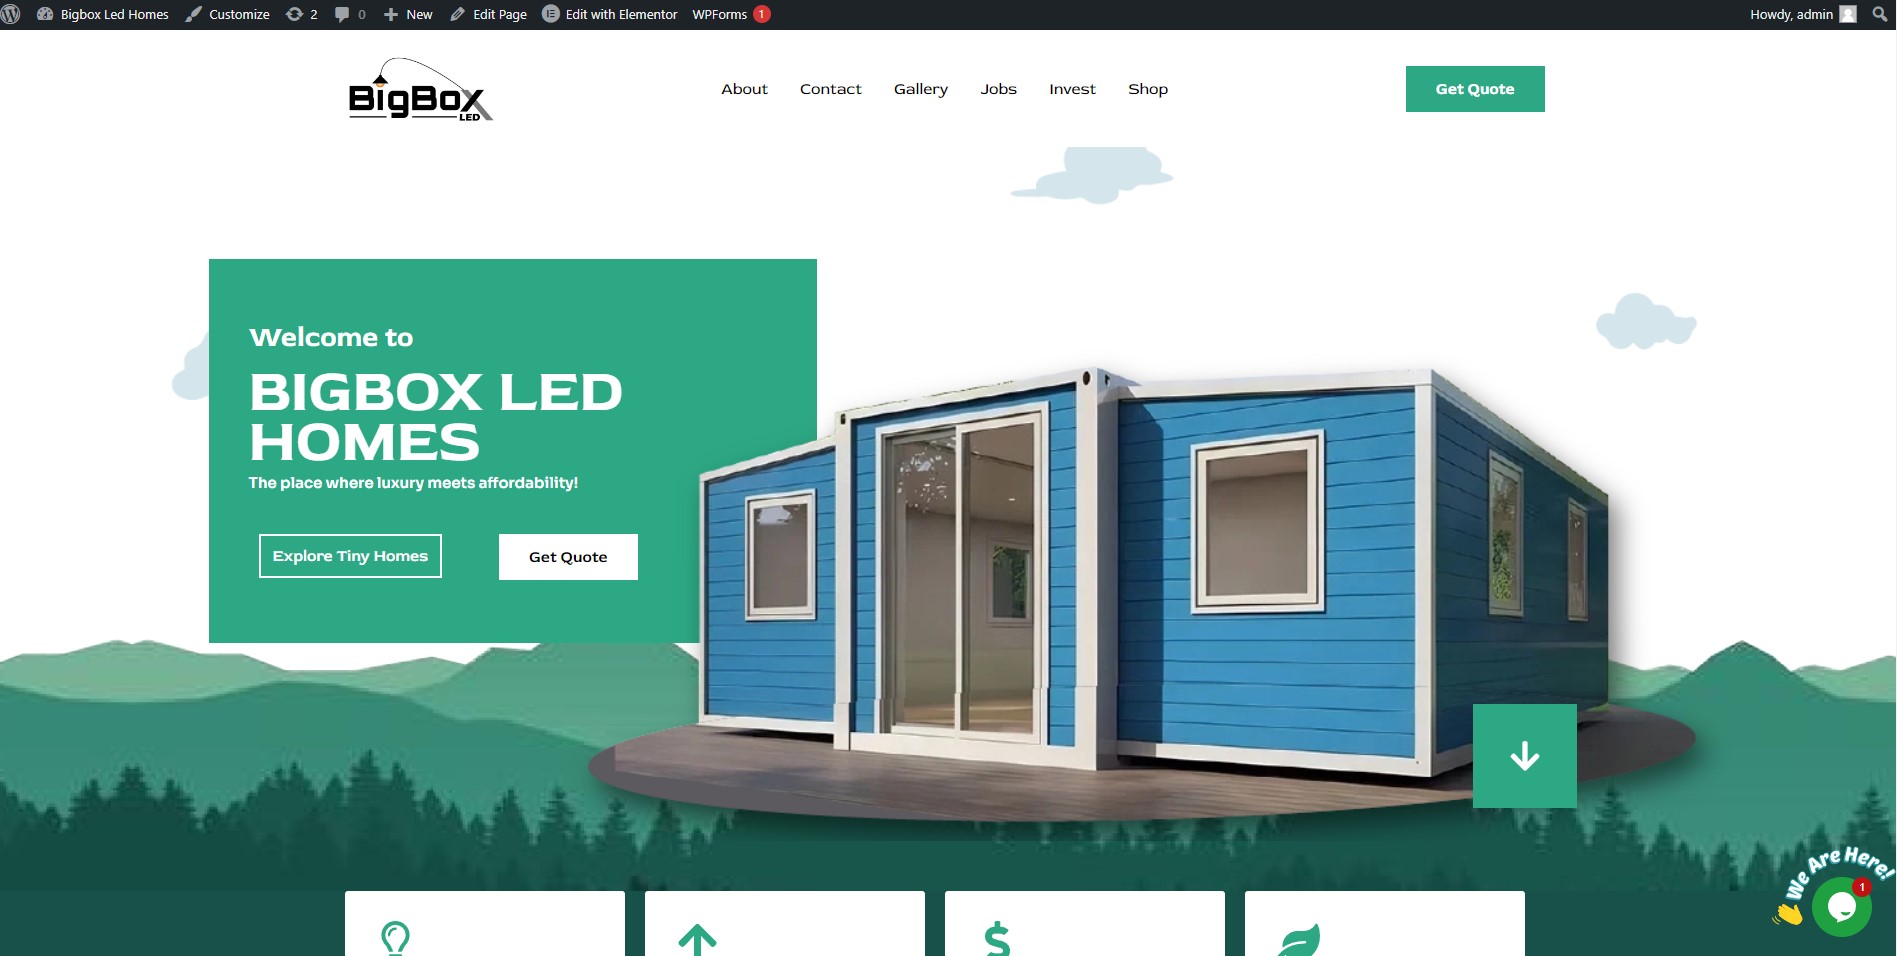 Bigbox Led Homes Customize 2 0 New Edit Page Edit with Elementor WPForms 1 Howdy, admin
BigBox
LED
About Contact Gallery Jobs Invest Shop Get Quote
Welcome to
BIGBOX LED
HOMES
The place where luxury meets affordability!
Explore Tiny Homes Get Quote
We Are Here!
1